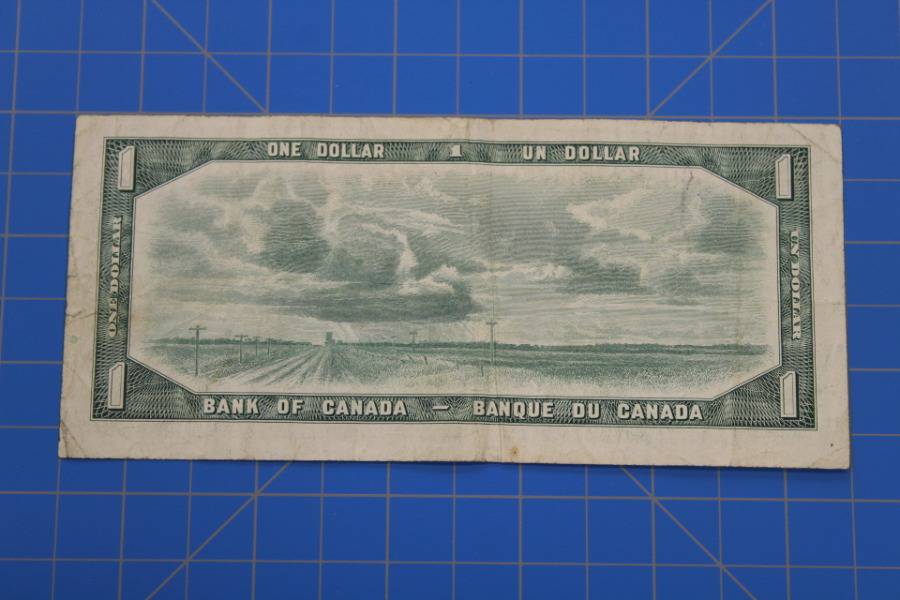 ONE DOLLAR 1 UN DOLLAR
1 1
ONE DOLLAR UN DOLLAR
1 1
BANK OF CANADA – BANQUE DU CANADA